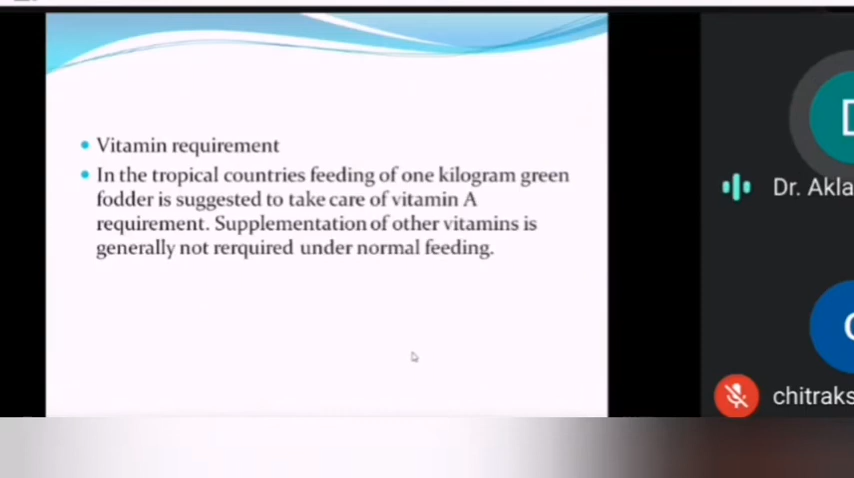 Vitamin requirement
In the tropical countries feeding of one kilogram green
fodder is suggested to take care of vitamin A
requirement. Supplementation of other vitamins is
generally not rerquired under normal feeding.
Dr. Akla
chitraks